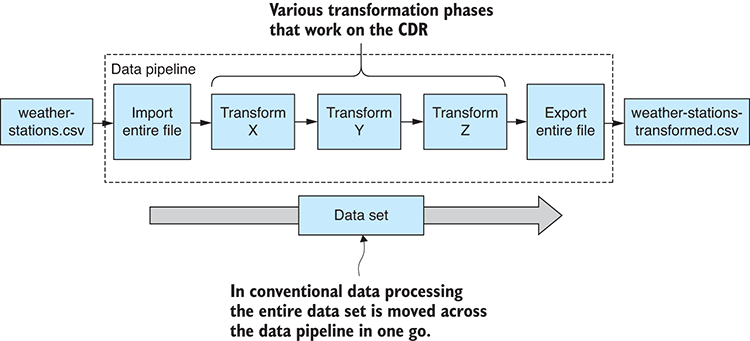 Various transformation phases
that work on the CDR
Data pipeline
weather-
stations.csv
Import
entire file
Transform
X
Transform
Y
Transform
Z
Export
entire file
weather-stations-
transformed.csv
Data set
In conventional data processing
the entire data set is moved across
the data pipeline in one go.